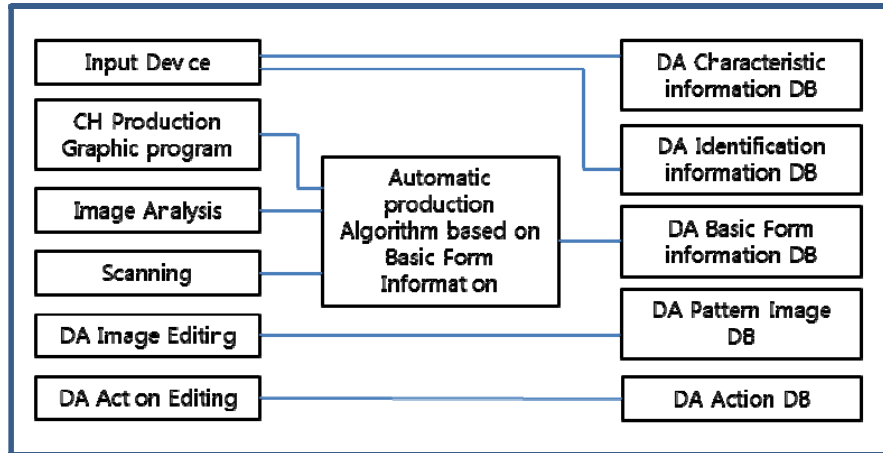 Input Dev ce
CH Production
Graphic program
Image Analysis
Scanning
DA Image Editing
DA Act on Editing
Automatic
production
Algorithm based on
Basic Form
Informat on
DA Characteristic
information DB
DA Identification
information DB
DA Basic Form
information DB
DA Pattern Image
DB
DA Action DB